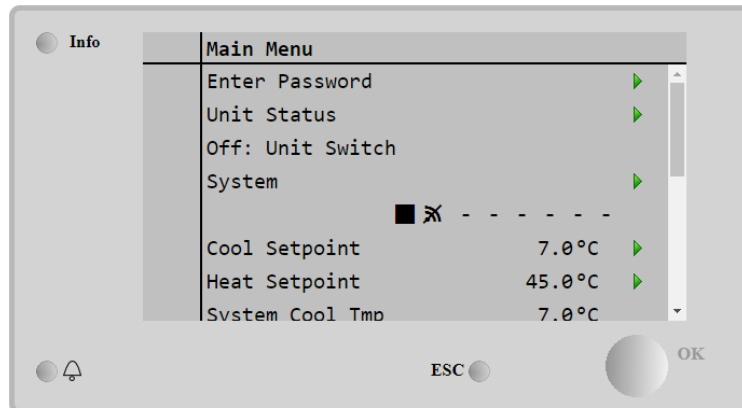 Info
Main Menu
Enter Password
Unit Status
Off: Unit Switch
System
- - - - - -
Cool Setpoint 7.0°C
Heat Setpoint 45.0°C
System Cool Tmp 7.0°C
ESC
OK